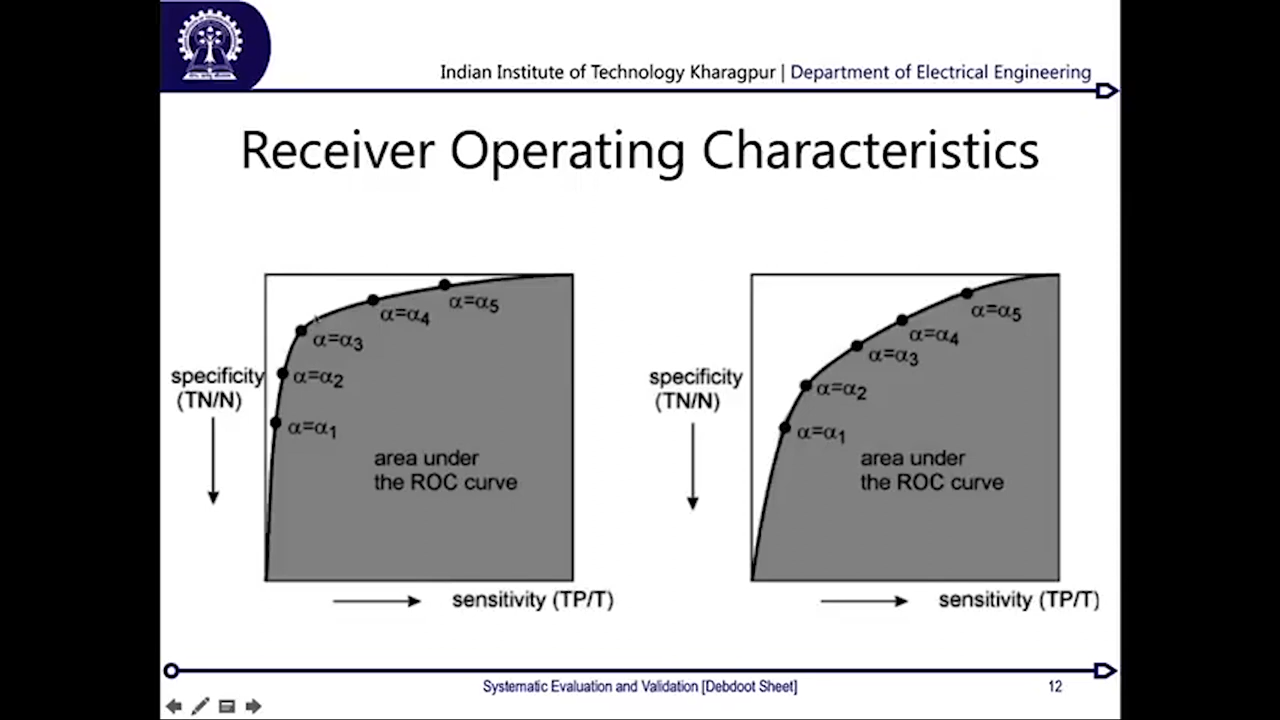 Indian Institute of Technology Kharagpur | Department of Electrical Engineering
Receiver Operating Characteristics
specificity
(TN/N)
α=α1
α=α2
α=α3
α=α4
α=α5
area under
the ROC curve
sensitivity (TP/T)
specificity
(TN/N)
α=α1
α=α2
α=α3
α=α4
α=α5
area under
the ROC curve
sensitivity (TP/T)
Systematic Evaluation and Validation [Debdoot Sheet]
12